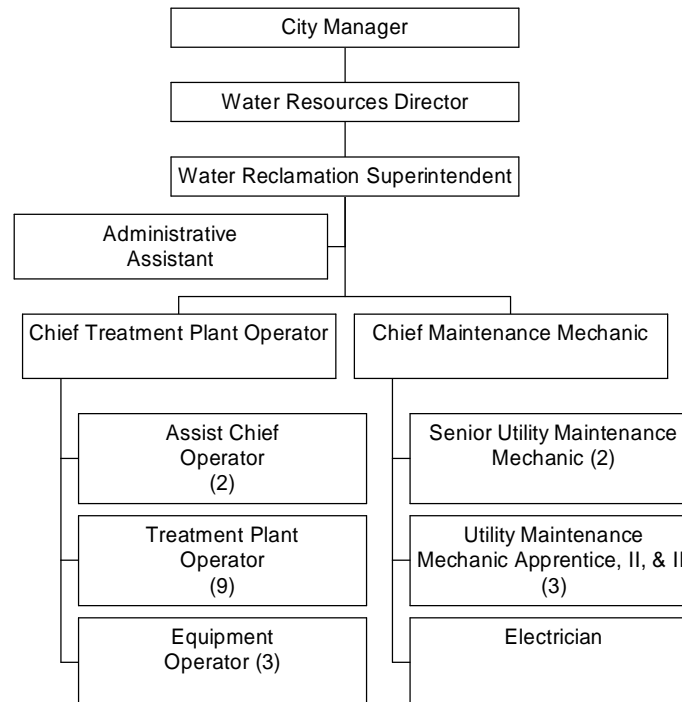 City Manager
Water Resources Director
Water Reclamation Superintendent
Administrative
Assistant
Chief Treatment Plant Operator
Chief Maintenance Mechanic
Assist Chief
Operator
(2)
Senior Utility Maintenance
Mechanic (2)
Treatment Plant
Operator
(9)
Utility Maintenance
Mechanic Apprentice, II, & II
(3)
Equipment
Operator (3)
Electrician